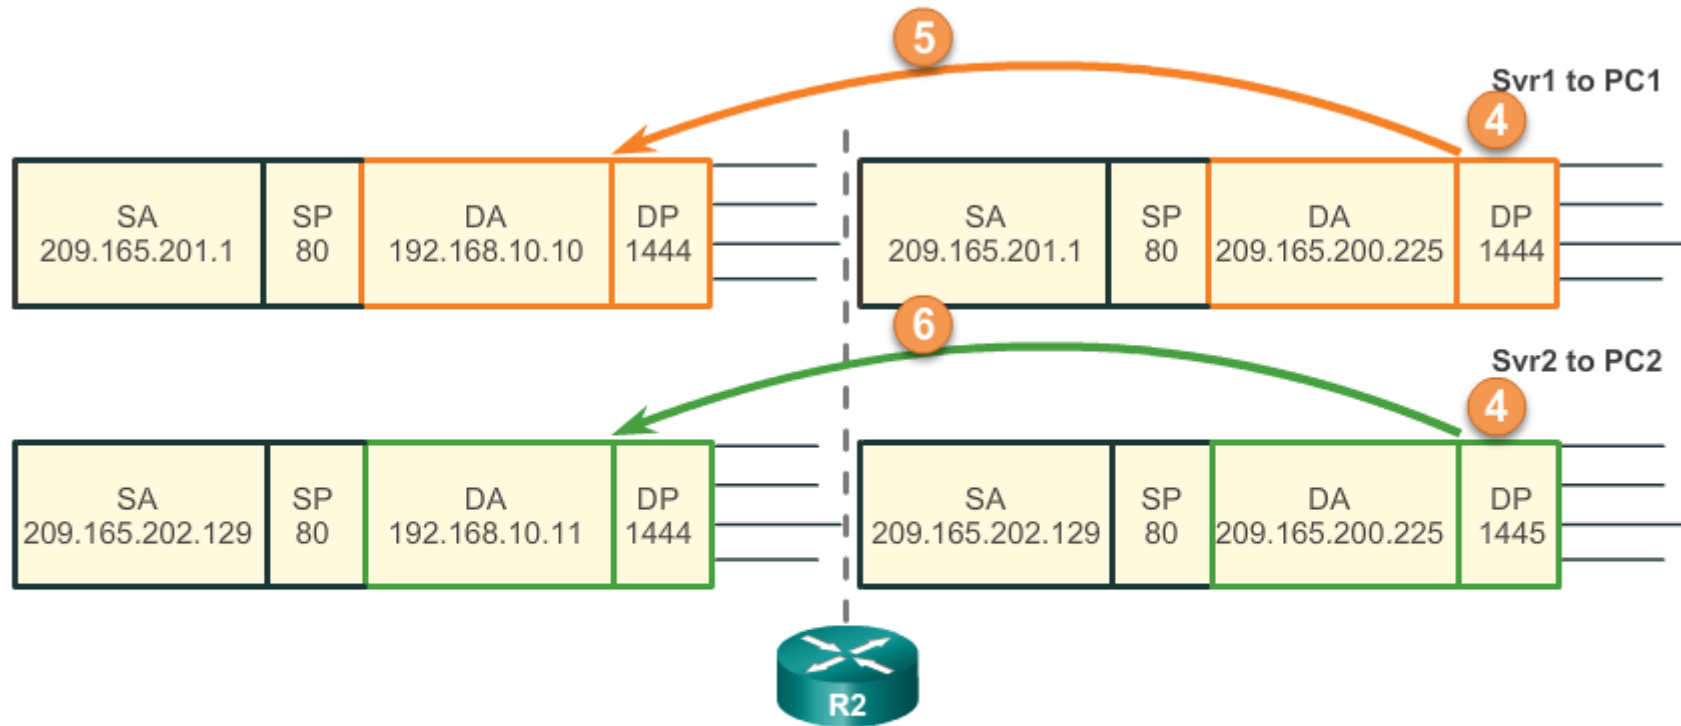 5
Svr1 to PC1
4
SA
209.165.201.1
SP
80
DA
192.168.10.10
DP
1444
SA
209.165.201.1
SP
80
DA
209.165.200.225
DP
1444
6
Svr2 to PC2
4
SA
209.165.202.129
SP
80
DA
192.168.10.11
DP
1444
SA
209.165.202.129
SP
80
DA
209.165.200.225
DP
1445
R2